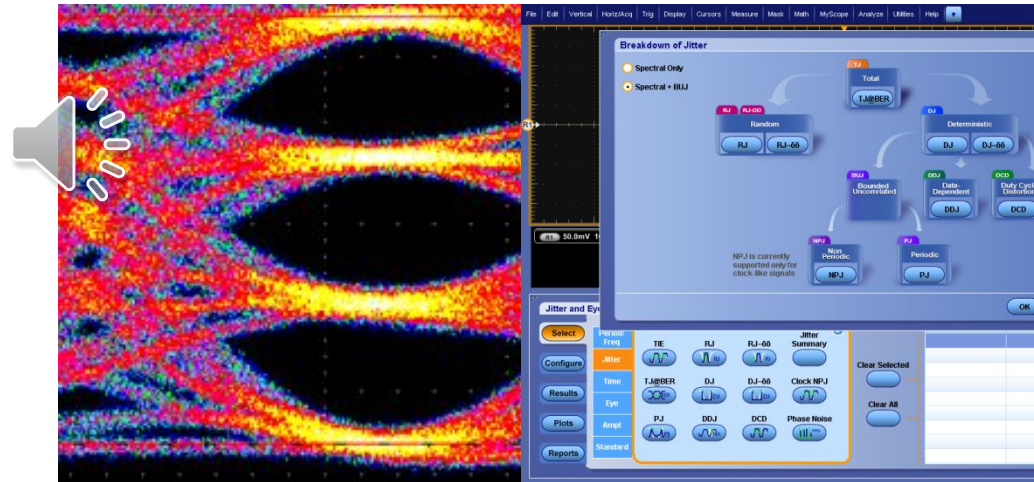 File Edit Vertical Horiz/Acq Trig Display Cursors Measure Mask Math MyScope Analyze Utilities Help
Breakdown of Jitter
Spectral Only
Spectral + BUJ
TJ
Total
TJ@BER
RJ RJ-DD
Random
RJ RJ-δδ
DJ
Deterministic
DJ DJ-δδ
BUJ
Bounded
Uncorrelated
DDJ
Data-
Dependent
DDJ
DCD
Duty Cycl
Distortion
DCD
NPJ is currently
supported only for
clock-like signals
NPJ
Non
Periodic
NPJ
PJ
Periodic
PJ
OK
R1
R1 50.0mV
Jitter and Ey
Select
Configure
Results
Plots
Reports
Period/
Freq
Jitter
Time
Eye
Ampl
Standard
TIE RJ RJ-δδ Jitter
Summary
TJ@BER DJ DJ-δδ Clock NPJ
PJ DDJ DCD Phase Noise
Clear Selected
Clear All